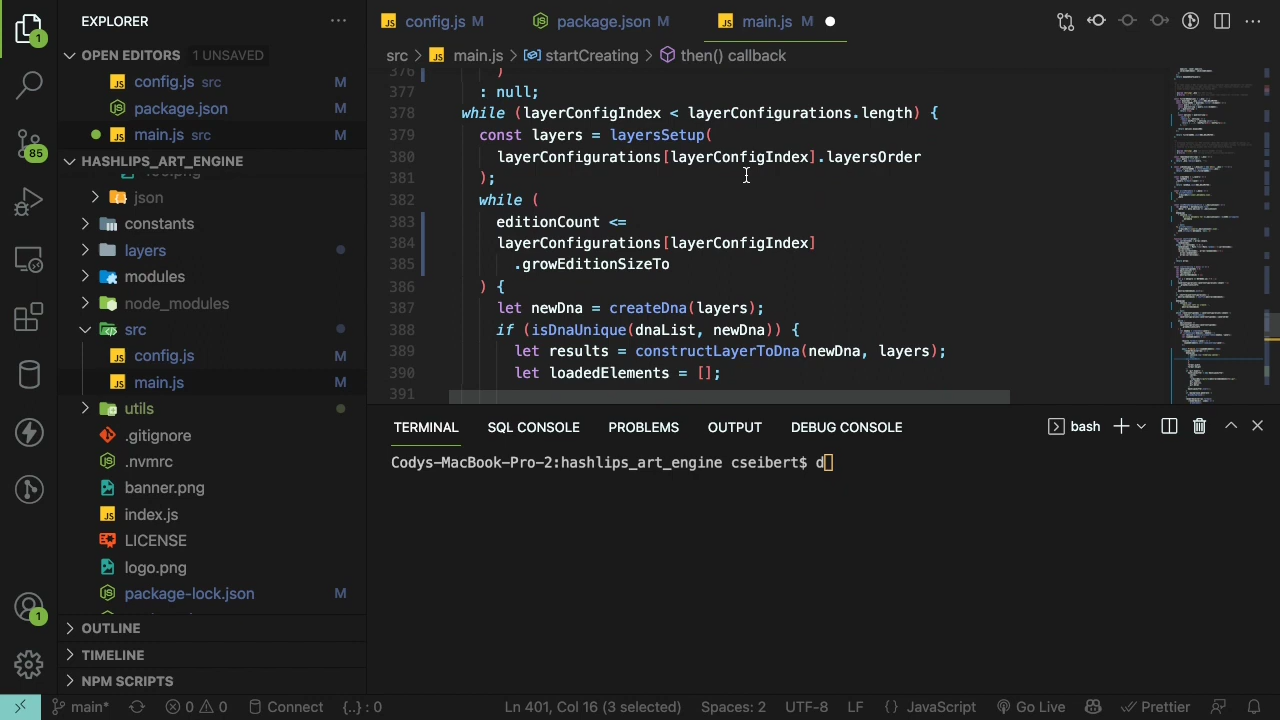 EXPLORER
OPEN EDITORS 1 UNSAVED
config.js src M
package.json M
main.js src M
HASHLIPS_ART_ENGINE
json
constants
layers
modules
node_modules
src
config.js M
main.js M
utils
.gitignore
.nvmrc
banner.png
index.js
LICENSE
logo.png
package-lock.json M
OUTLINE
TIMELINE
NPM SCRIPTS
1
85
1
config.js M
package.json M
main.js M
src > main.js > startCreating > then() callback
376 )
377 : null;
378 while (layerConfigIndex < layerConfigurations.length) {
379 const layers = layersSetup(
380 layerConfigurations[layerConfigIndex].layersOrder
381 );
382 while (
383 editionCount <=
384 layerConfigurations[layerConfigIndex]
385 .growEditionSizeTo
386 ) {
387 let newDna = createDna(layers);
388 if (isDnaUnique(dnaList, newDna)) {
389 let results = constructLayerToDna(newDna, layers);
390 let loadedElements = [];
391
TERMINAL SQL CONSOLE PROBLEMS OUTPUT DEBUG CONSOLE bash
Codys-MacBook-Pro-2:hashlips_art_engine cseibert$ d
main* 0 0 Connect {..} : 0 Ln 401, Col 16 (3 selected) Spaces: 2 UTF-8 LF {} JavaScript Go Live Prettier